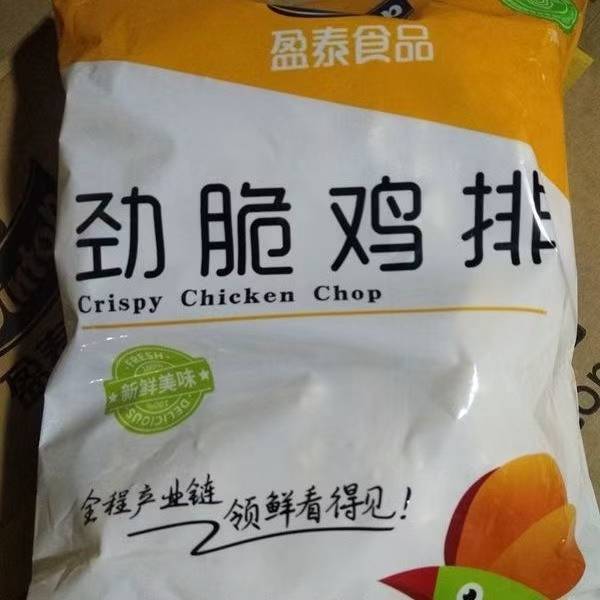 盈泰食品
劲脆鸡排
Crispy Chicken Chop
FRESH
新鲜美味
DELICIOUS
全程产业链
领鲜看得见!